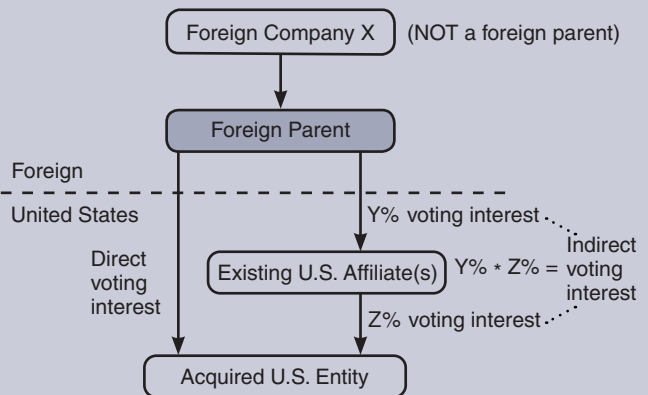 Foreign Company X (NOT a foreign parent)
Foreign Parent
Foreign
United States
Direct
voting
interest
Y% voting interest
Existing U.S. Affiliate(s)
Y% * Z% =
Indirect
voting
interest
Z% voting interest
Acquired U.S. Entity